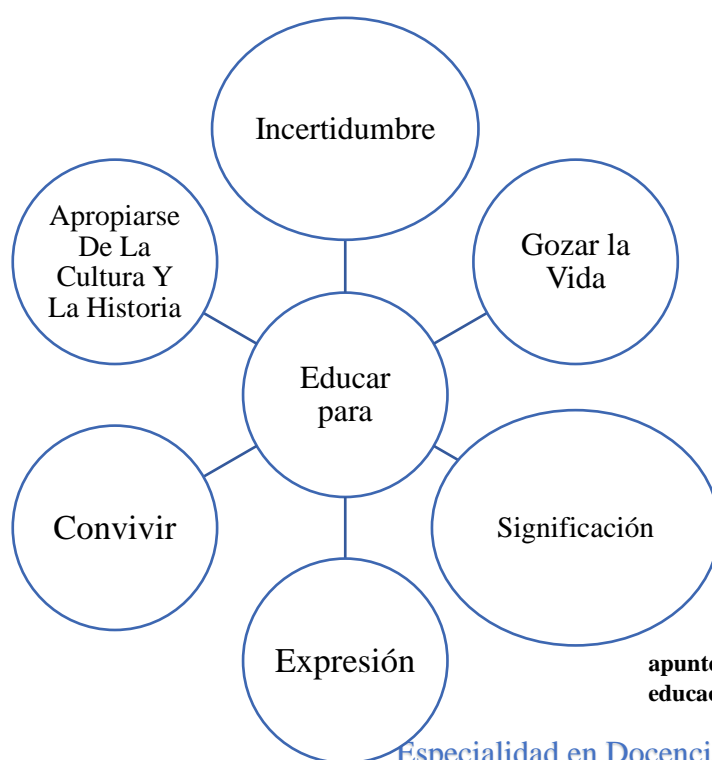 Incertidumbre
Apropiarse
De La
Cultura Y
La Historia
Gozar la
Vida
Educar
para
Convivir
Significación
Expresión